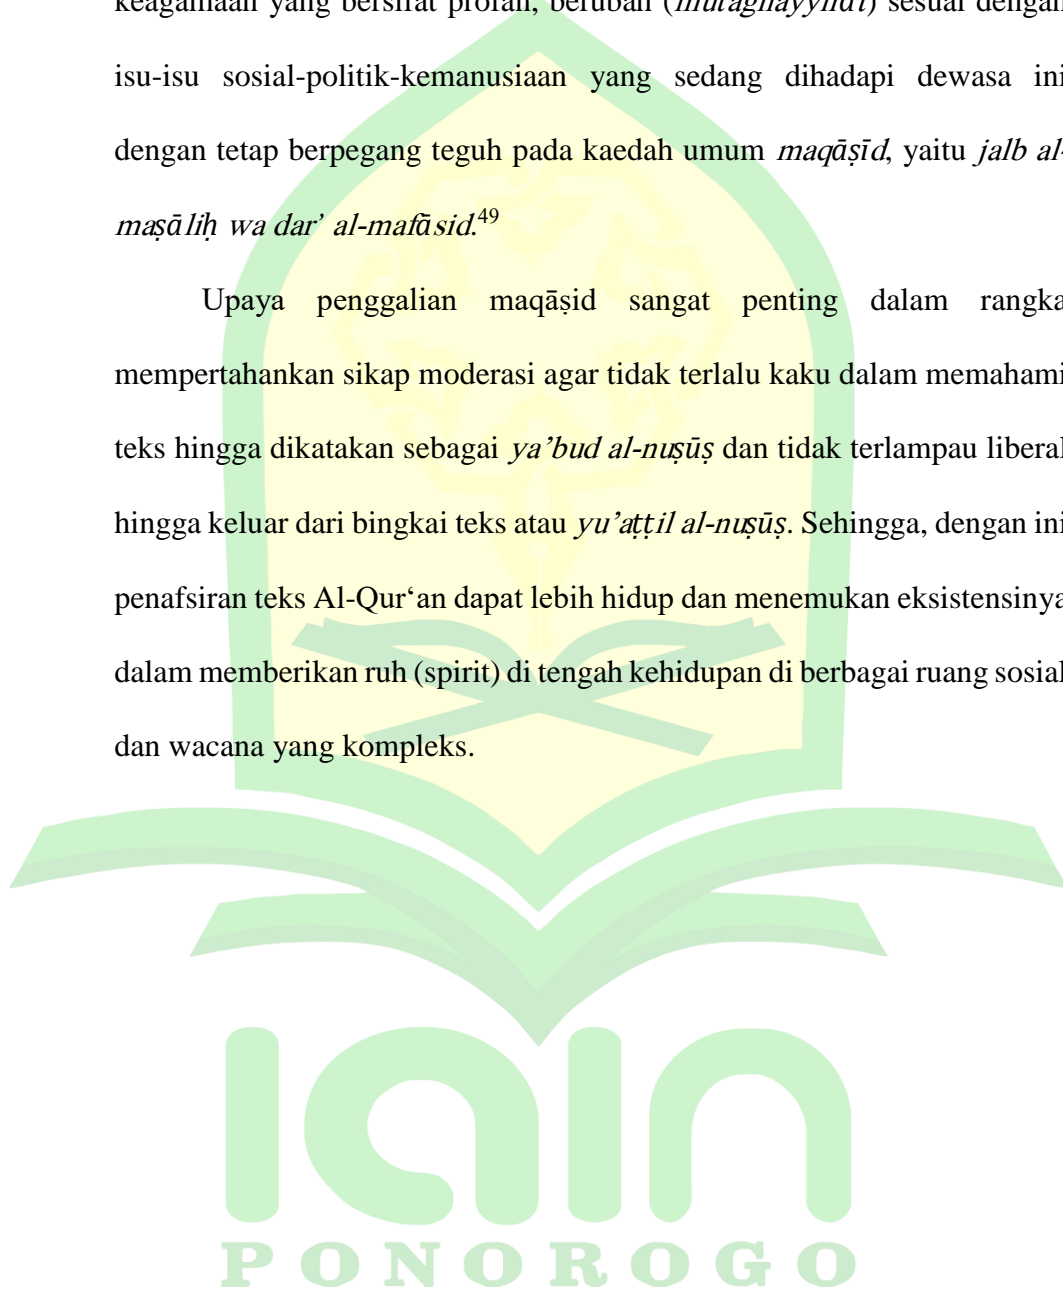 keagamaan yang bersifat profan, berubah () sesuai dengan
isu-isu sosial-politik-kemanusiaan yang sedang dihadapi dewasa ini
dengan tetap berpegang teguh pada kaedah umum maqāṣīd, yaitu jalb al-
maṣāliḥ wa dar’ al-mafāsid.49
Upaya penggalian maqāṣid sangat penting dalam rangka
mempertahankan sikap moderasi agar tidak terlalu kaku dalam memahami
teks hingga dikatakan sebagai ya’bud al-nuṣūṣ dan tidak terlampau liberal
hingga keluar dari bingkai teks atau yu’aṭṭil al-nuṣūṣ. Sehingga, dengan ini
penafsiran teks Al-Qur‘an dapat lebih hidup dan menemukan eksistensinya
dalam memberikan ruh (spirit) di tengah kehidupan di berbagai ruang sosial
dan wacana yang kompleks.
iain
PONOROGO